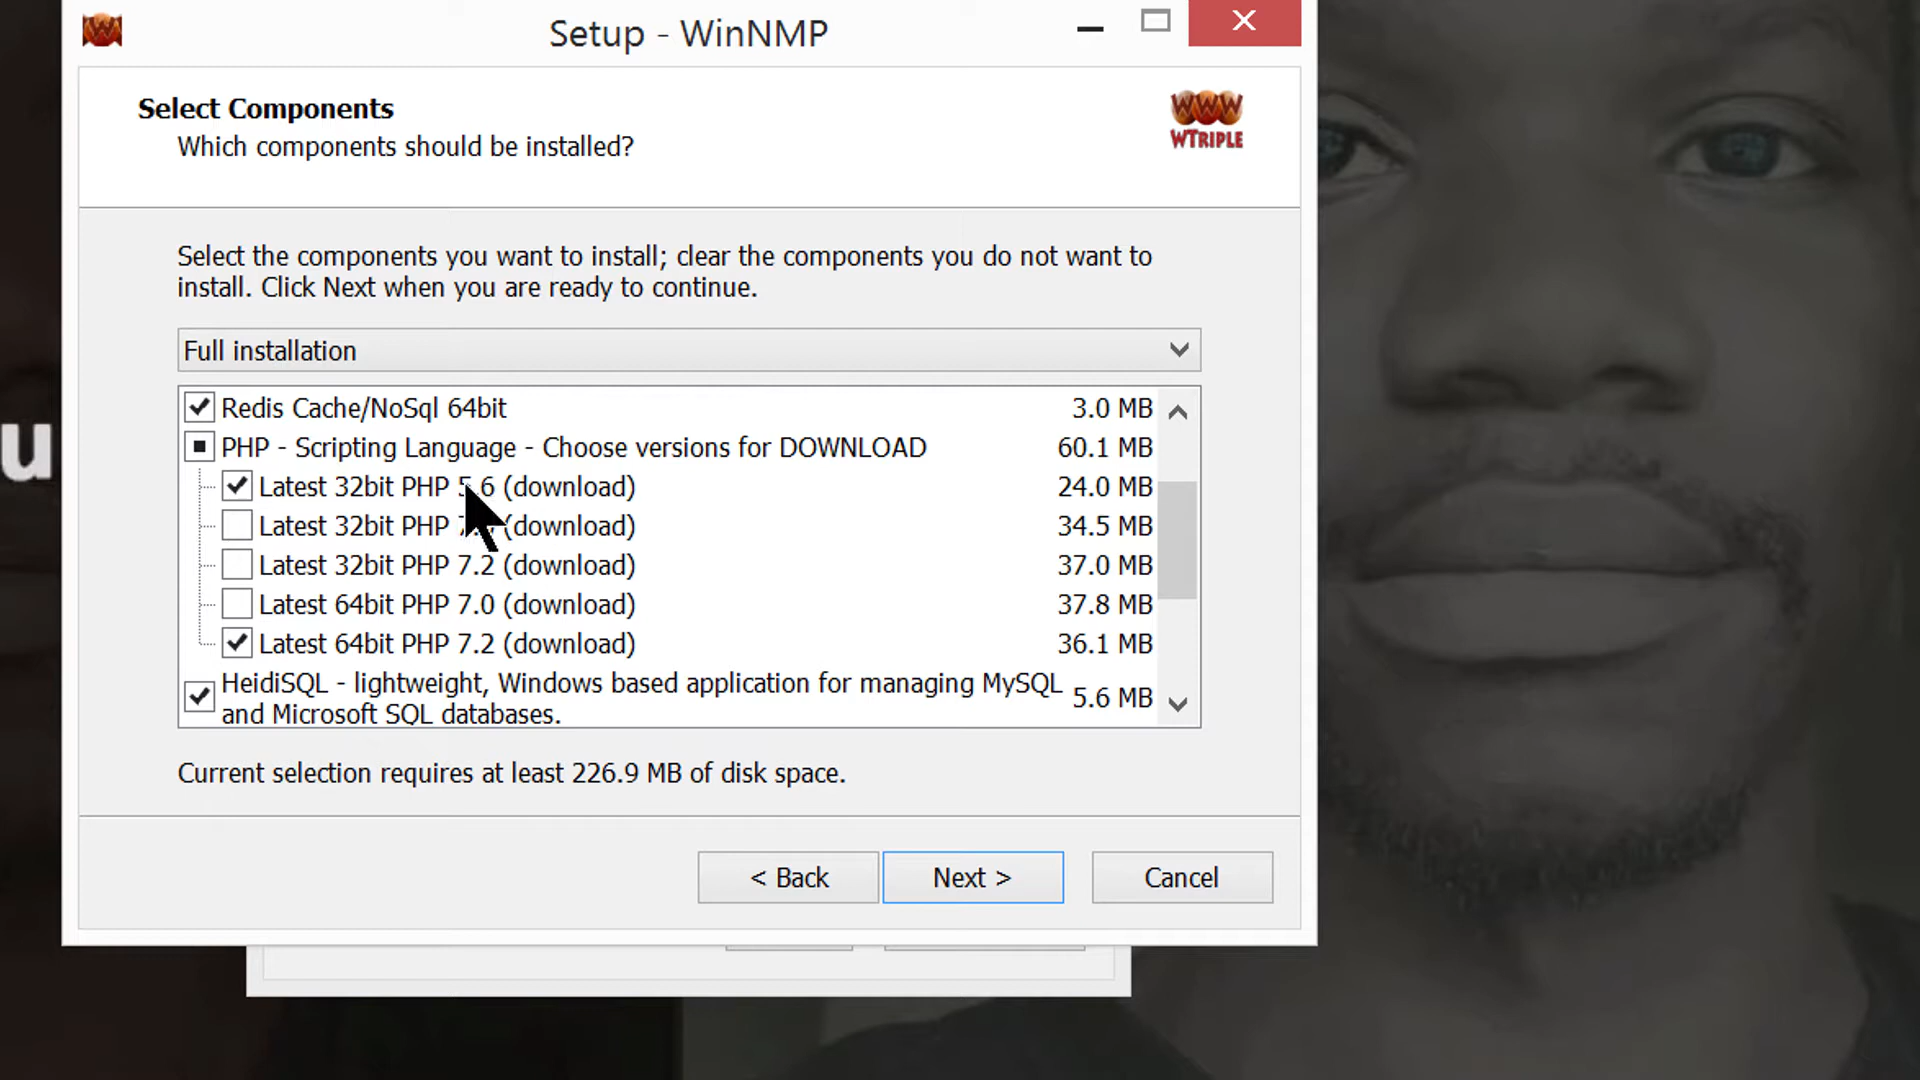 Setup - WinNMP
Select Components
Which components should be installed?
WWW
WTRIPLE
Select the components you want to install; clear the components you do not want to
install. Click Next when you are ready to continue.
Full installation
Redis Cache/NoSql 64bit 3.0 MB
PHP - Scripting Language - Choose versions for DOWNLOAD 60.1 MB
Latest 32bit PHP 5.6 (download) 24.0 MB
Latest 32bit PHP (download) 34.5 MB
Latest 32bit PHP 7.2 (download) 37.0 MB
Latest 64bit PHP 7.0 (download) 37.8 MB
Latest 64bit PHP 7.2 (download) 36.1 MB
HeidiSQL - lightweight, Windows based application for managing MySQL
and Microsoft SQL databases. 5.6 MB
Current selection requires at least 226.9 MB of disk space.
< Back
Next >
Cancel
u